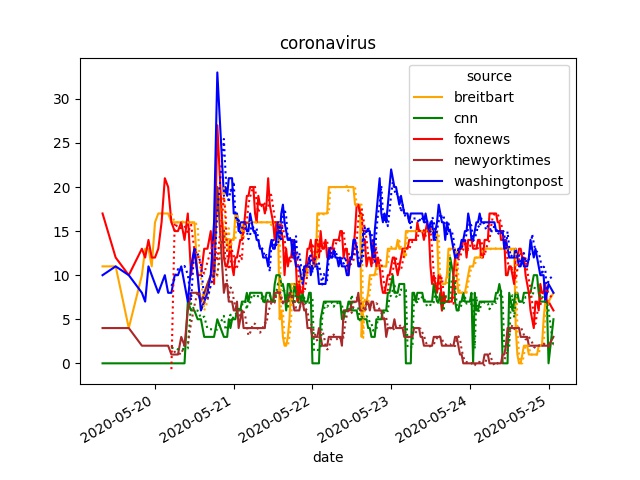 coronavirus
source
breitbart
cnn
foxnews
newyorktimes
washingtonpost
30
25
20
15
10
5
0
2020-05-20
2020-05-21
2020-05-22
2020-05-23
2020-05-24
2020-05-25
date